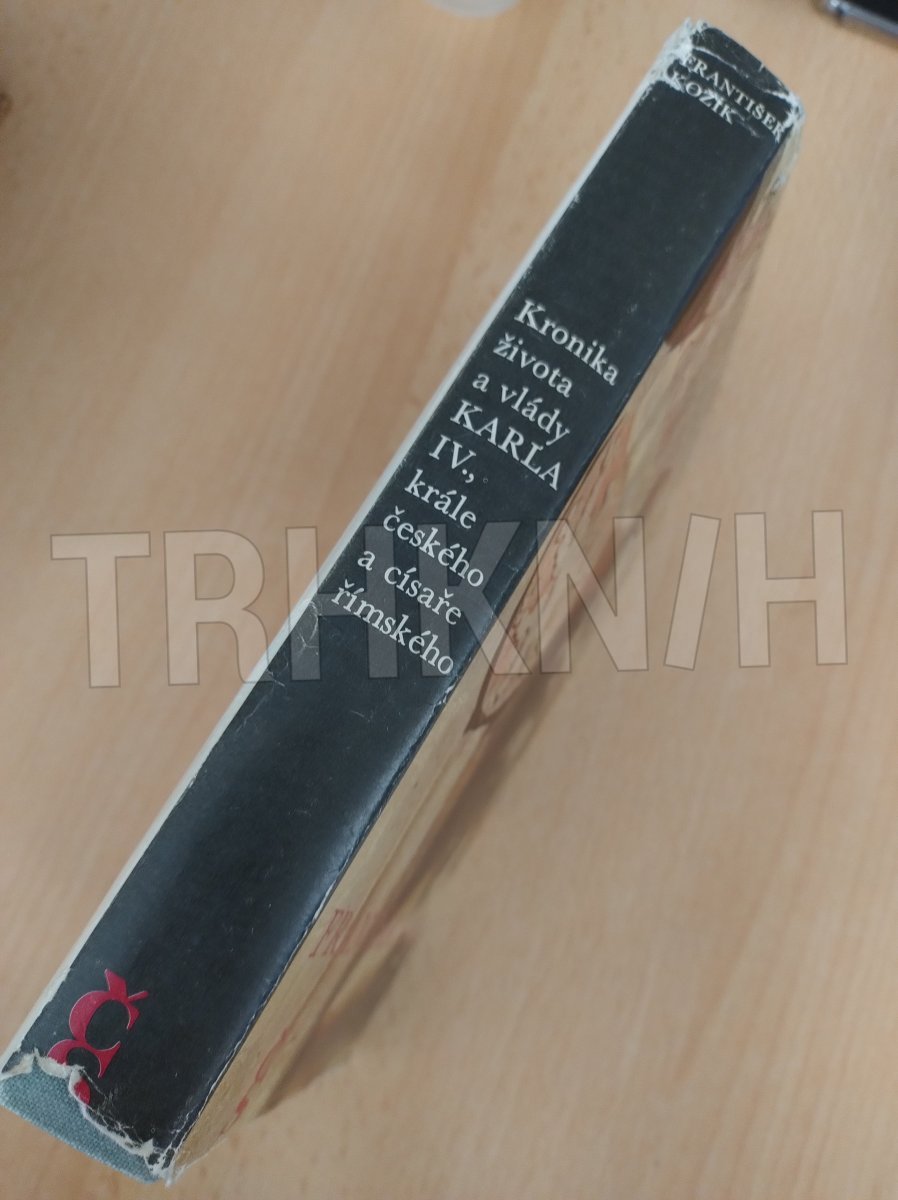 FRANTIŠEK
KOŽÍK
Kronika
života
a vlády
KARLA
IV.,
krále
českého
a císaře
římského
TRHKNIH